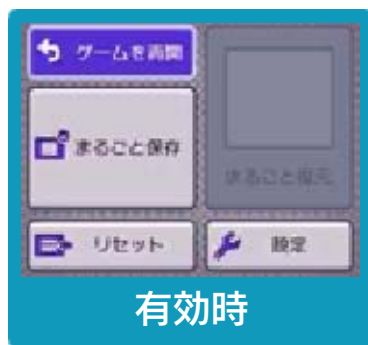 ゲームを再開
まるごと保存
まるごと復元
リセット
設定
有効時